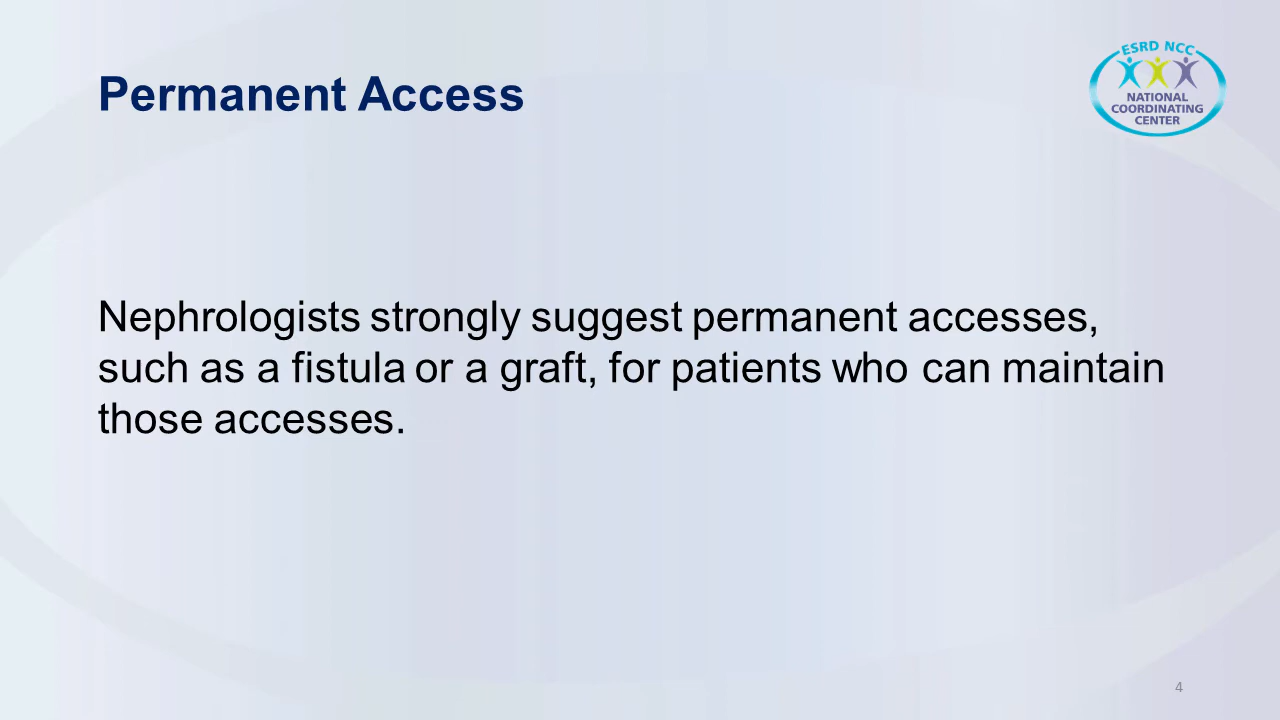 Permanent Access
ESRD NCC
NATIONAL
COORDINATING
CENTER
Nephrologists strongly suggest permanent accesses,
such as a fistula or a graft, for patients who can maintain
those accesses.
4